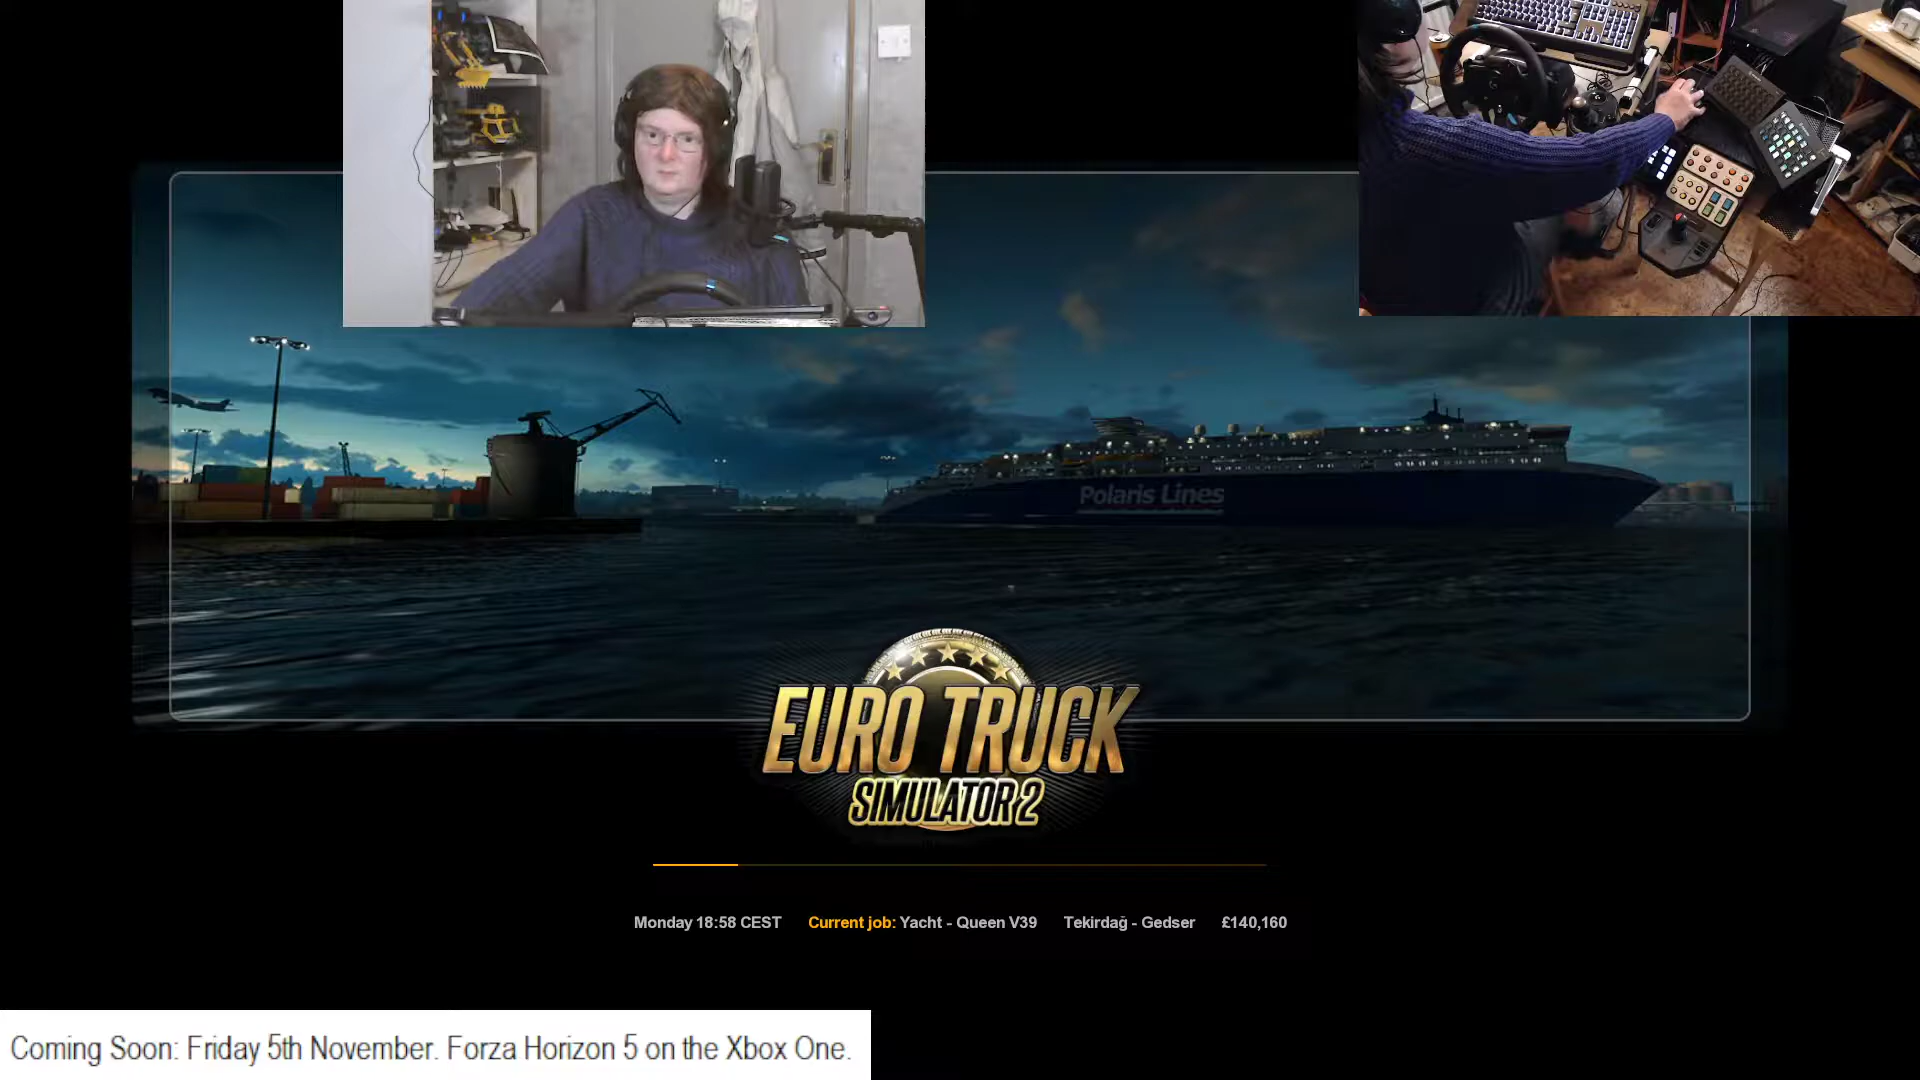 Polaris Lines
EURO TRUCK
SIMULATOR 2
Monday 18:58 CEST Current job: Yacht - Queen V39 Tekirdağ - Gedser £140,160
Coming Soon: Friday 5th November. Forza Horizon 5 on the Xbox One.